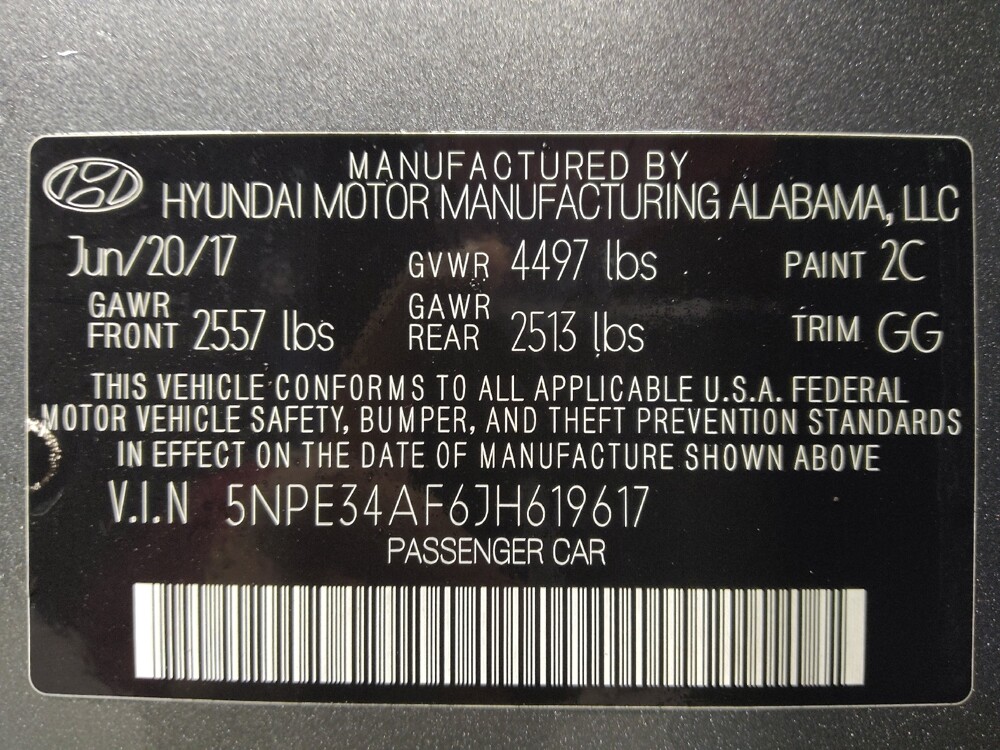 MANUFACTURED BY
HYUNDAI MOTOR MANUFACTURING ALABAMA, LLC
Jun/20/17 GVWR 4497 lbs PAINT 2C
GAWR FRONT 2557 lbs GAWR REAR 2513 lbs TRIM GG
THIS VEHICLE CONFORMS TO ALL APPLICABLE U.S.A. FEDERAL
MOTOR VEHICLE SAFETY, BUMPER, AND THEFT PREVENTION STANDARDS
IN EFFECT ON THE DATE OF MANUFACTURE SHOWN ABOVE
V.I.N 5NPE34AF6JH619617
PASSENGER CAR